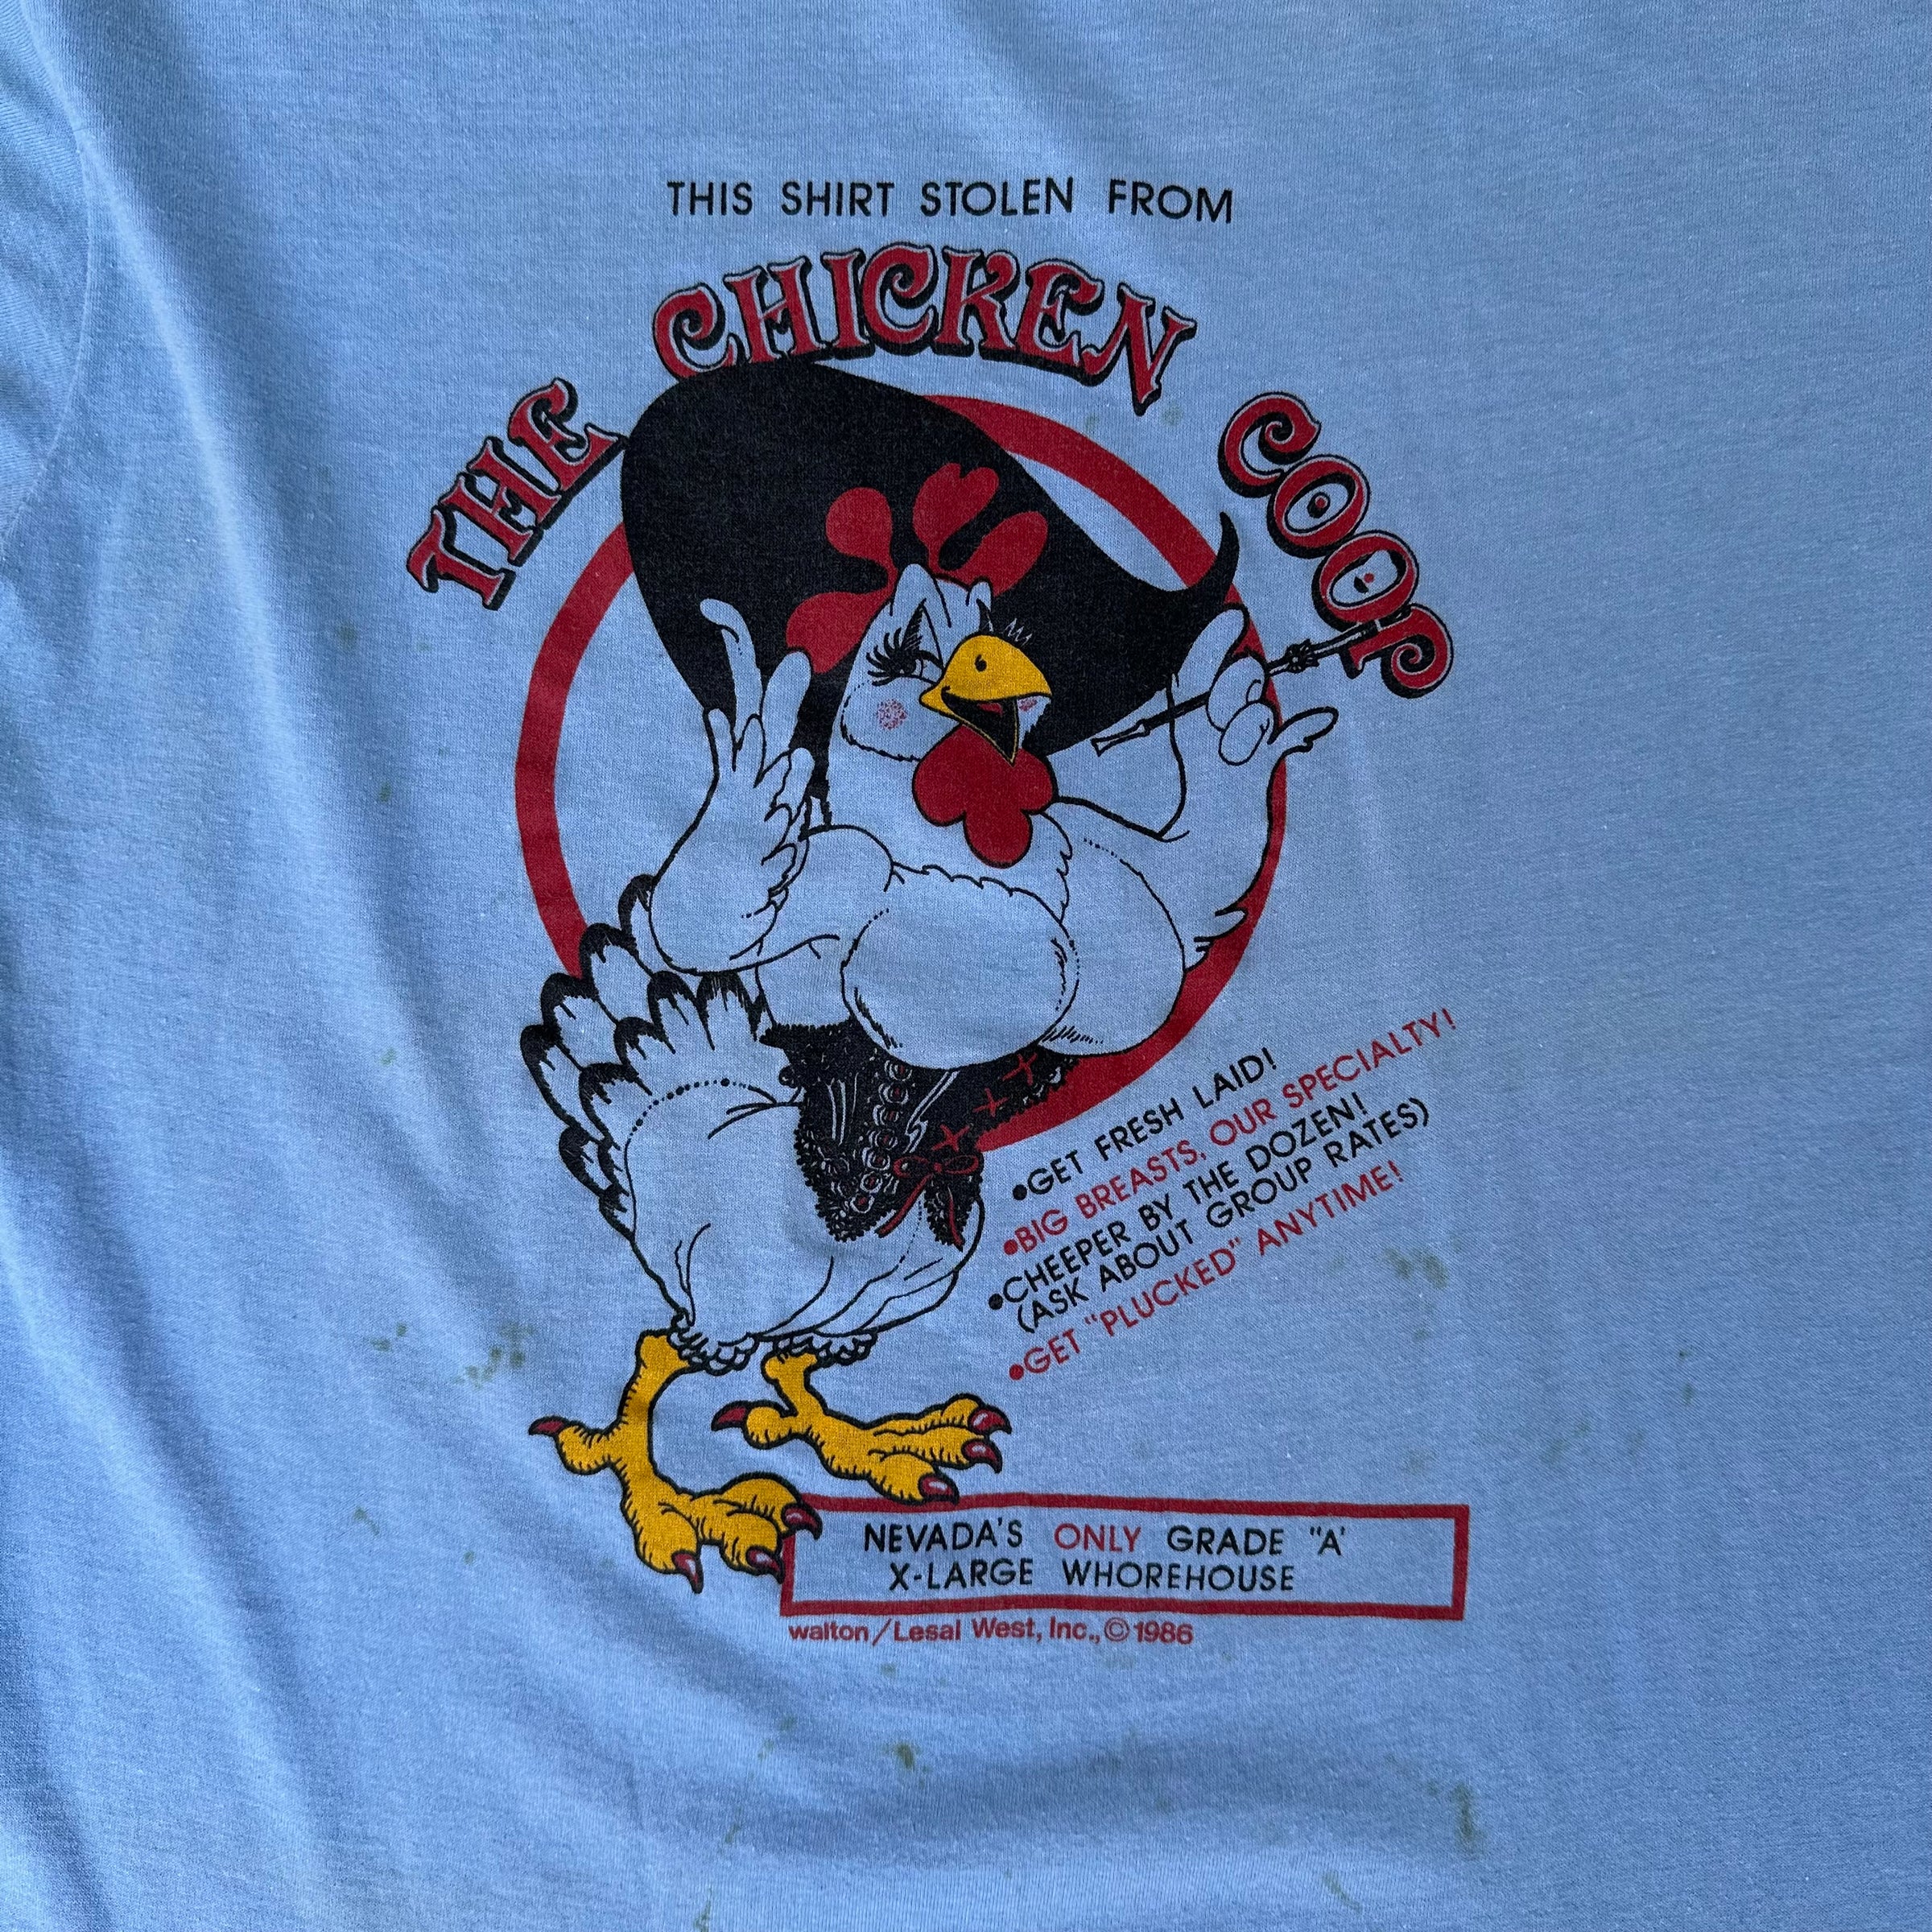 THIS SHIRT STOLEN FROM
THE CHICKEN COOP
•GET FRESH LAID!
•BIG BREASTS, OUR SPECIALTY!
•CHEEPER BY THE DOZEN!
(ASK ABOUT GROUP RATES)
•GET "PLUCKED" ANYTIME!
NEVADA'S ONLY GRADE "A'
X-LARGE WHOREHOUSE
walton/Lesal West, Inc.,©1986